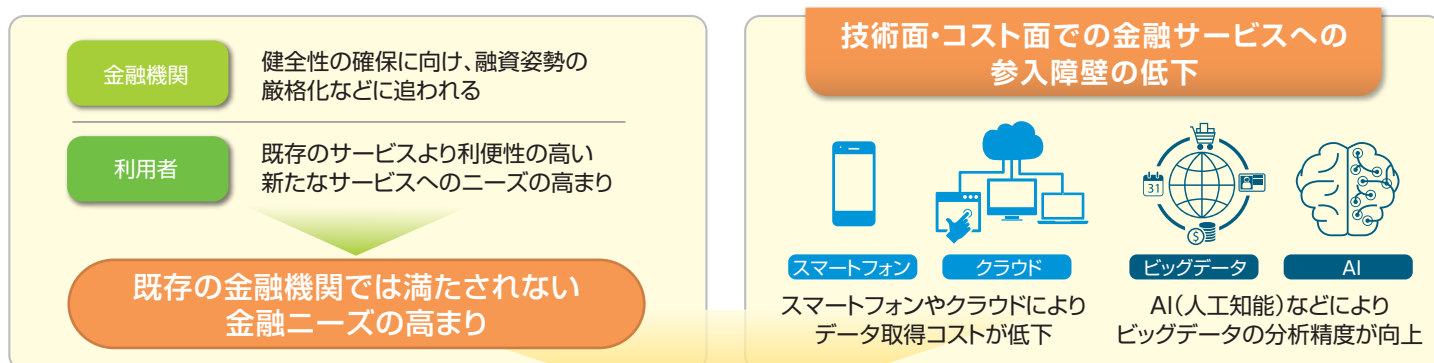 金融機関
健全性の確保に向け、融資姿勢の
厳格化などに追われる
利用者
既存のサービスより利便性の高い
新たなサービスへのニーズの高まり
既存の金融機関では満たされない
金融ニーズの高まり
技術面・コスト面での金融サービスへの
参入障壁の低下
31
$
スマートフォン
クラウド
ビッグデータ
AI
スマートフォンやクラウドにより
データ取得コストが低下
AI(人工知能)などにより
ビッグデータの分析精度が向上